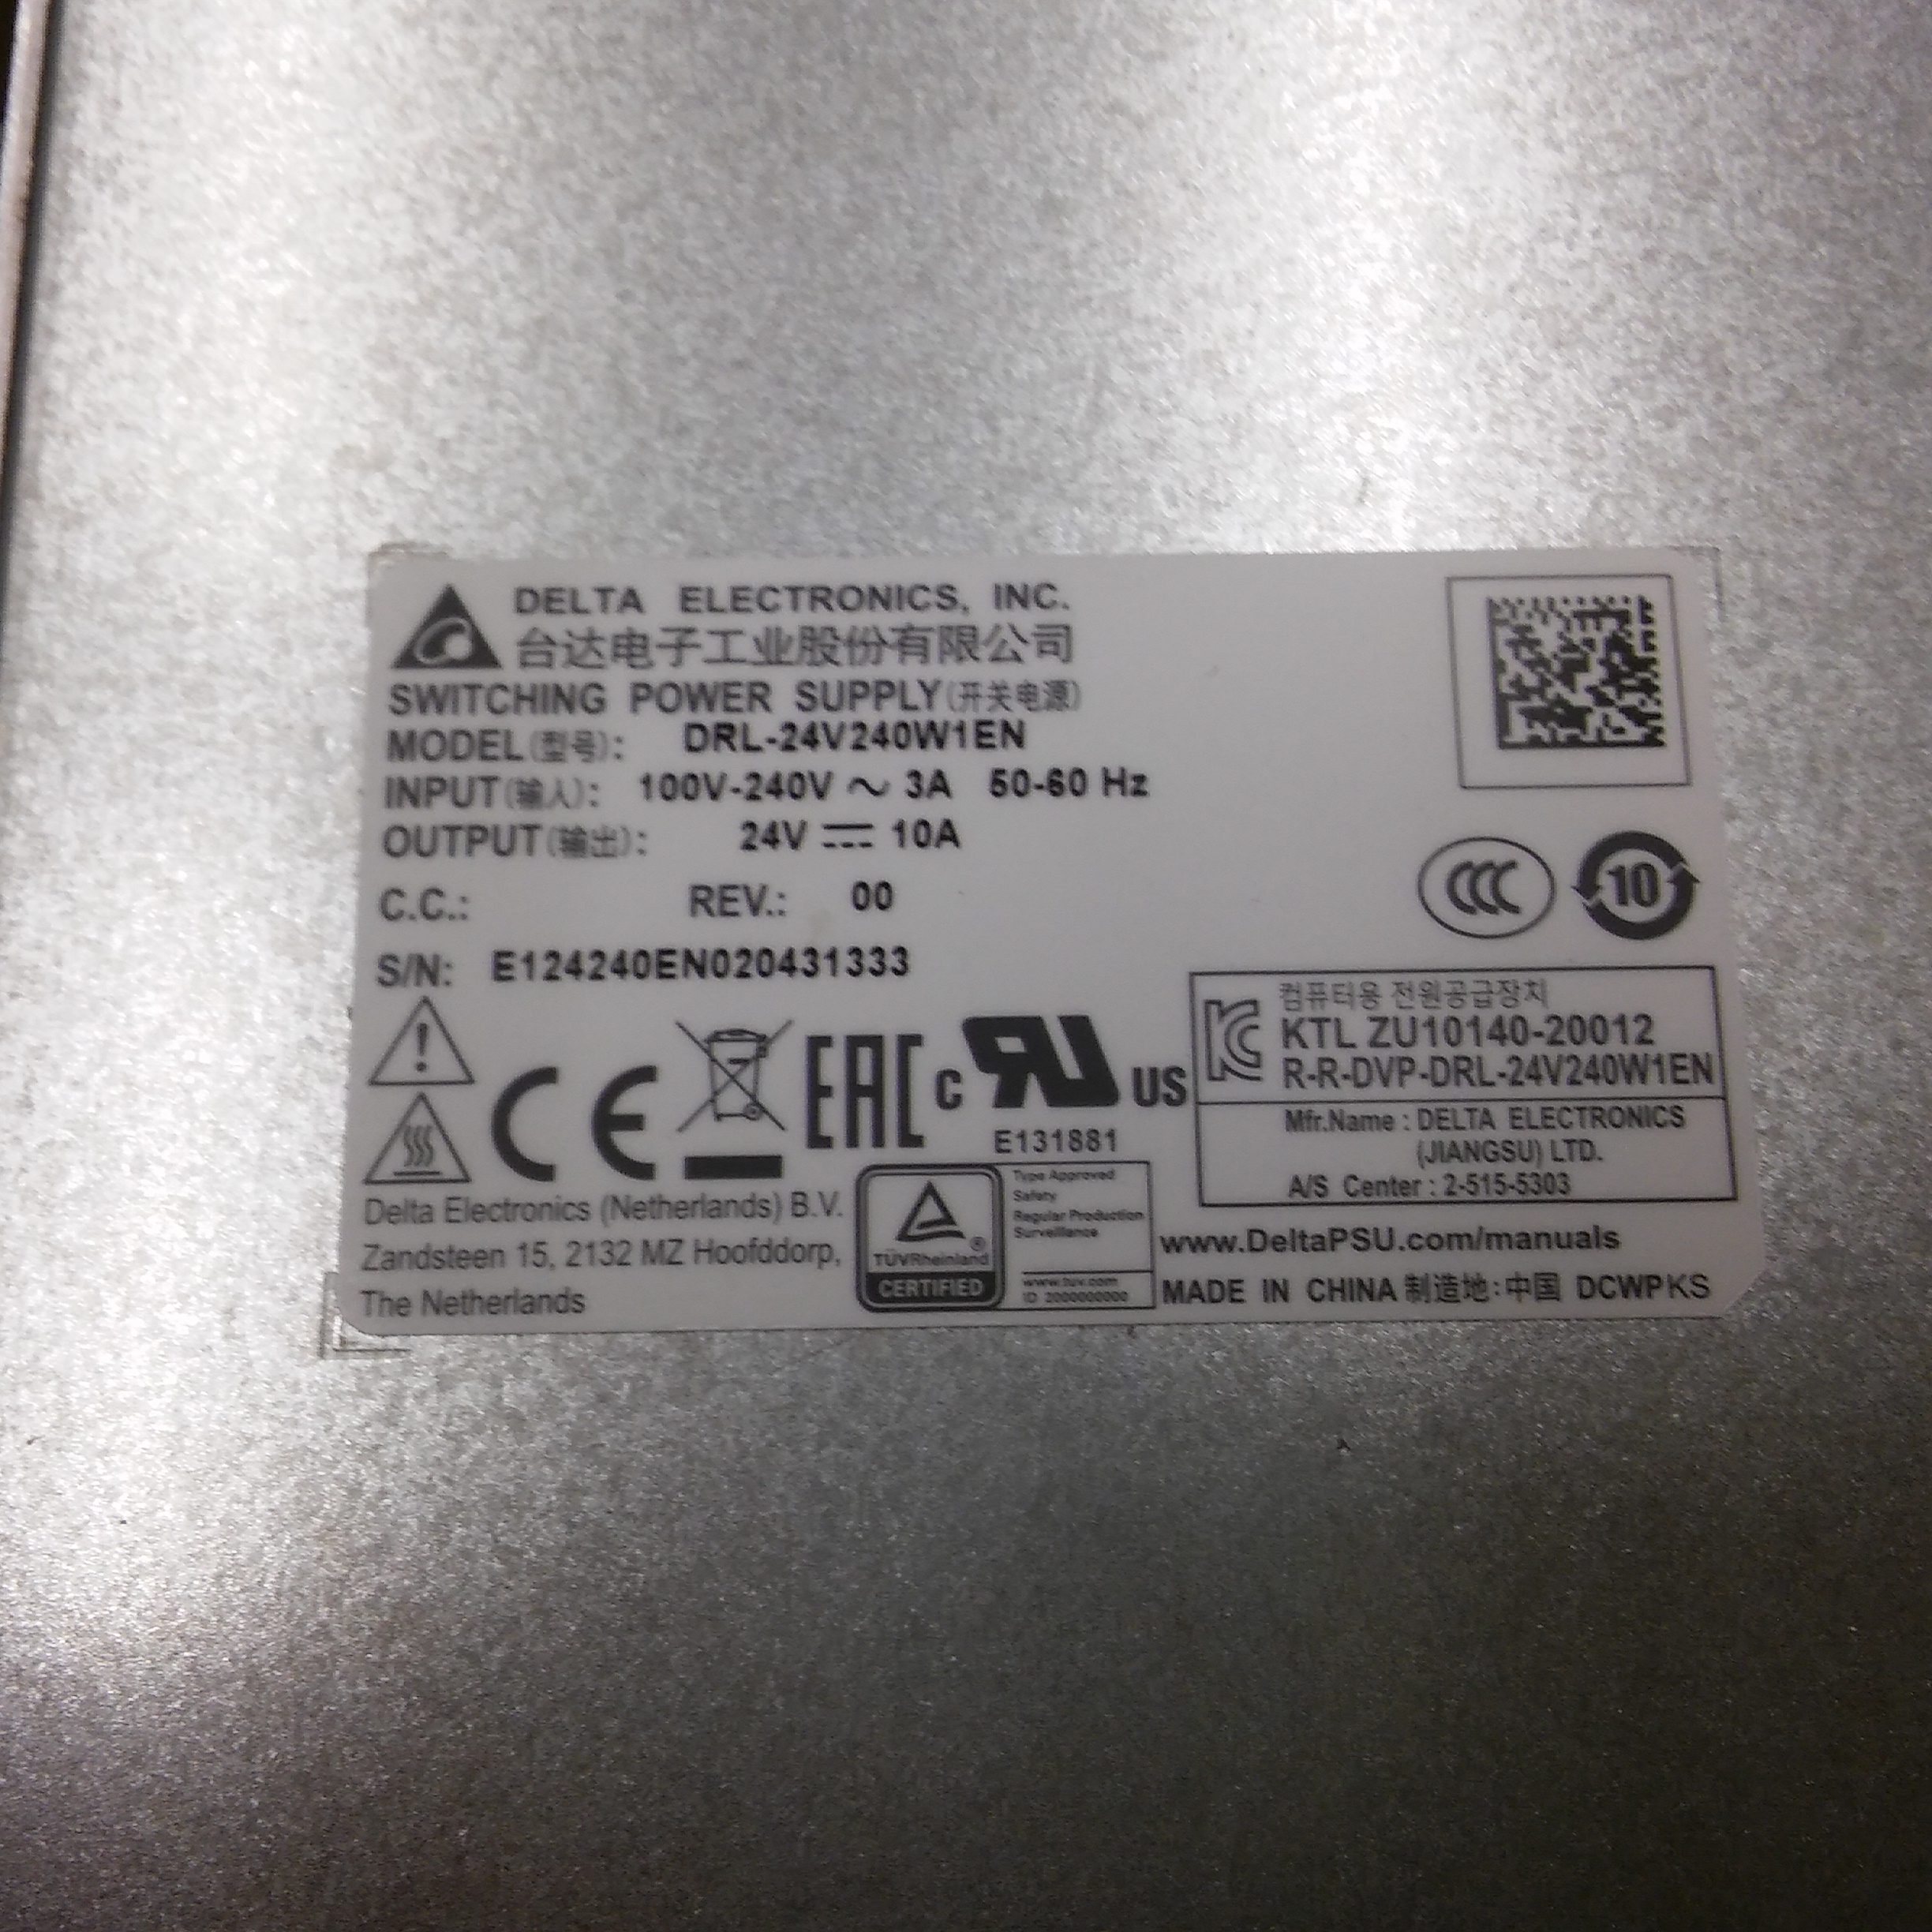 DELTA ELECTRONICS, INC.
台达电子工业股份有限公司
SWITCHING POWER SUPPLY(开关电源)
MODEL(型号): DRL-24V240W1EN
INPUT(输入): 100V-240V ~ 3A 50-60 Hz
OUTPUT(输出): 24V ⎓ 10A
C.C.: REV.: 00
S/N: E124240EN020431333
CCC 10
컴퓨터용 전원공급장치
KTL ZU10140-20012
R-R-DVP-DRL-24V240W1EN
Mfr.Name : DELTA ELECTRONICS
(JIANGSU) LTD.
A/S Center : 2-515-5303
CE EAC c RU US
E131881
Delta Electronics (Netherlands) B.V.
Zandsteen 15, 2132 MZ Hoofddorp,
The Netherlands
TÜVRheinland ®
CERTIFIED
Type Approved
Safety
Regular Production
Surveillance
www.tuv.com
ID 2000000000
www.DeltaPSU.com/manuals
MADE IN CHINA 制造地:中国 DCWPKS